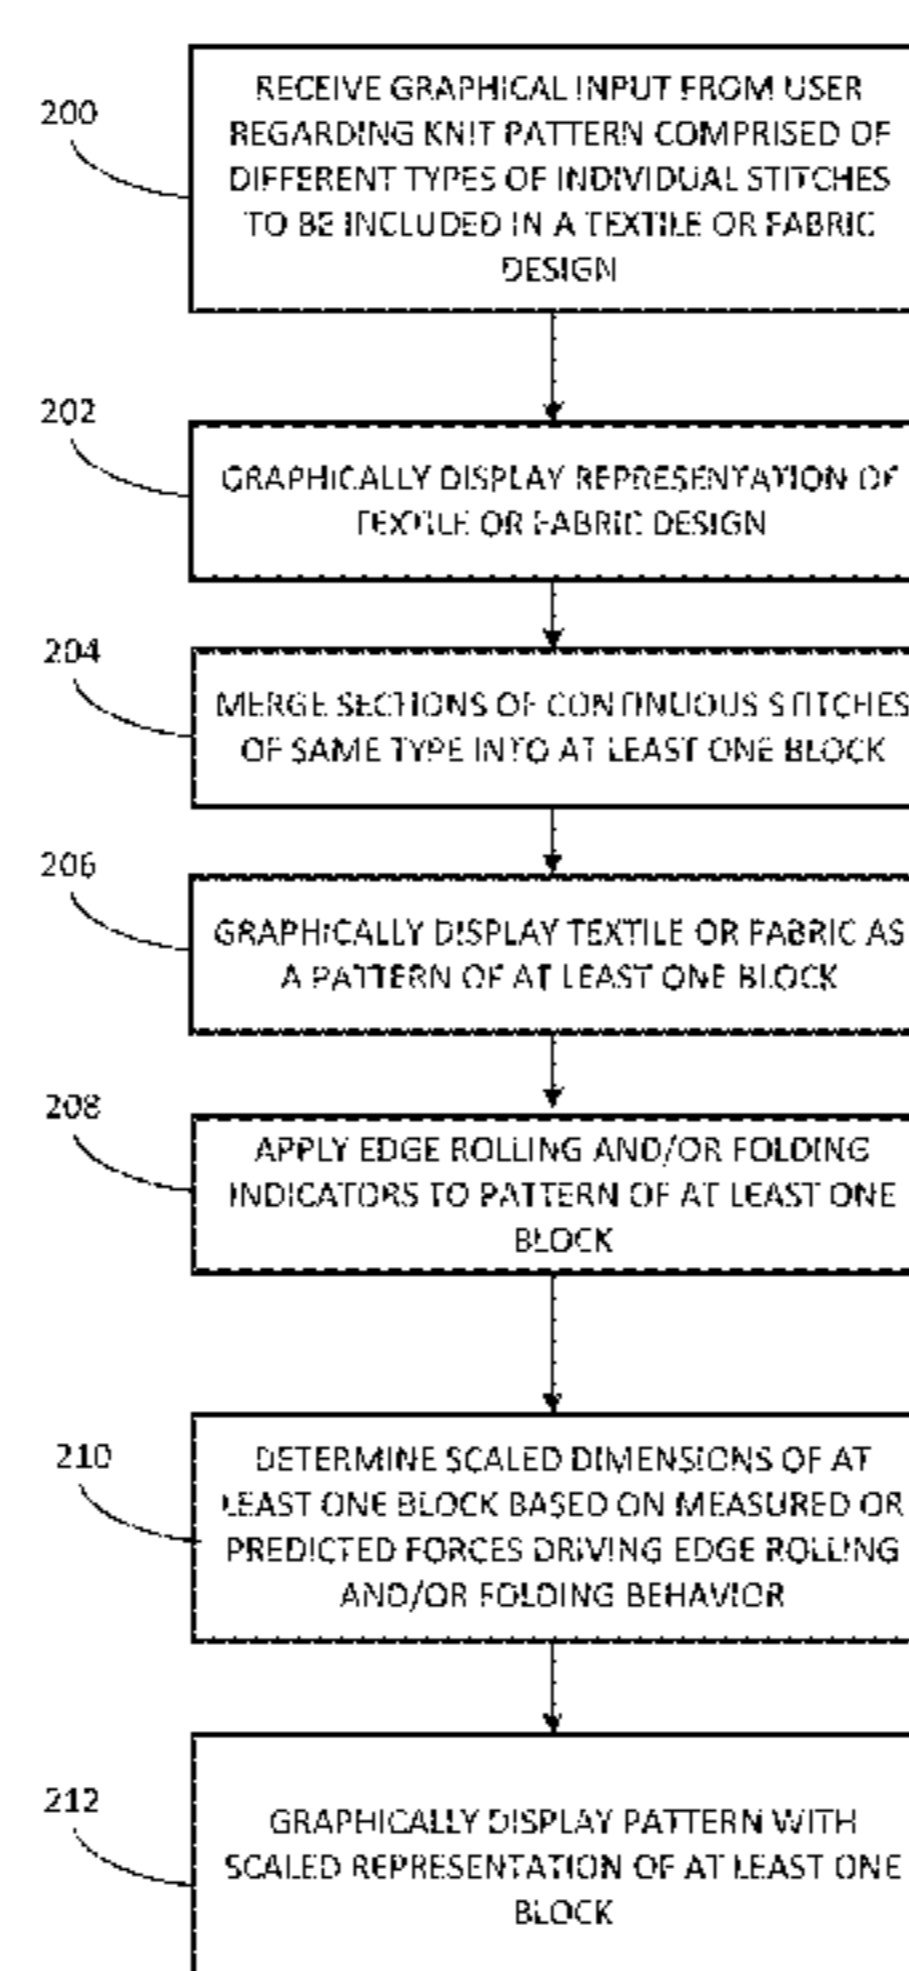 200
RECEIVE GRAPHICAL INPUT FROM USER
REGARDING KNIT PATTERN COMPRISED OF
DIFFERENT TYPES OF INDIVIDUAL STITCHES
TO BE INCLUDED IN A TEXTILE OR FABRIC
DESIGN
202
GRAPHICALLY DISPLAY REPRESENTATION OF
TEXTILE OR FABRIC DESIGN
204
MERGE SECTIONS OF CONTINUOUS STITCHES
OF SAME TYPE INTO AT LEAST ONE BLOCK
206
GRAPHICALLY DISPLAY TEXTILE OR FABRIC AS
A PATTERN OF AT LEAST ONE BLOCK
208
APPLY EDGE ROLLING AND/OR FOLDING
INDICATORS TO PATTERN OF AT LEAST ONE
BLOCK
210
DETERMINE SCALED DIMENSIONS OF AT
LEAST ONE BLOCK BASED ON MEASURED OR
PREDICTED FORCES DRIVING EDGE ROLLING
AND/OR FOLDING BEHAVIOR
212
GRAPHICALLY DISPLAY PATTERN WITH
SCALED REPRESENTATION OF AT LEAST ONE
BLOCK